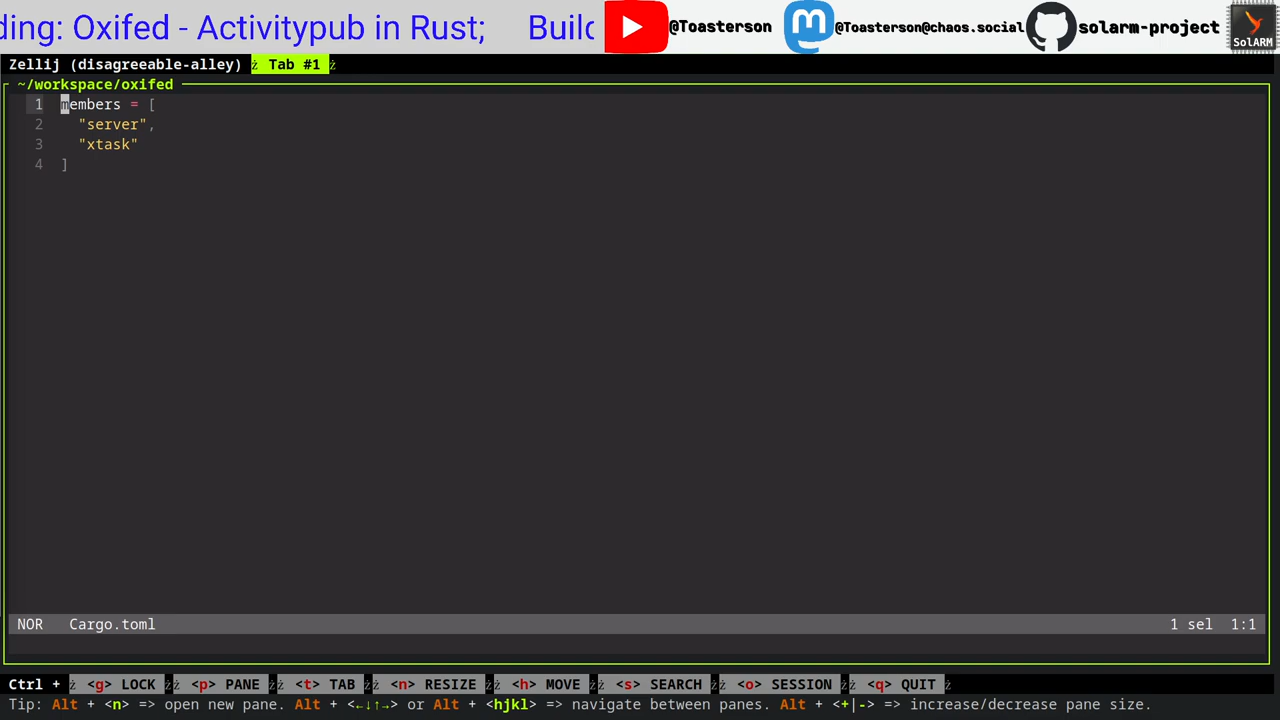 ding: Oxifed - Activitypub in Rust; Build
@Toasterson
@Toasterson@chaos.social
solarm-project
SolARM
Zellij (disagreeable-alley) Tab #1
~/workspace/oxifed
1 members = [
2 "server",
3 "xtask"
4 ]
NOR Cargo.toml 1 sel 1:1
Ctrl + <g> LOCK <p> PANE <t> TAB <n> RESIZE <h> MOVE <s> SEARCH <o> SESSION <q> QUIT
Tip: Alt + <n> => open new pane. Alt + <←↓↑→> or Alt + <hjkl> => navigate between panes. Alt + <+|-> => increase/decrease pane size.